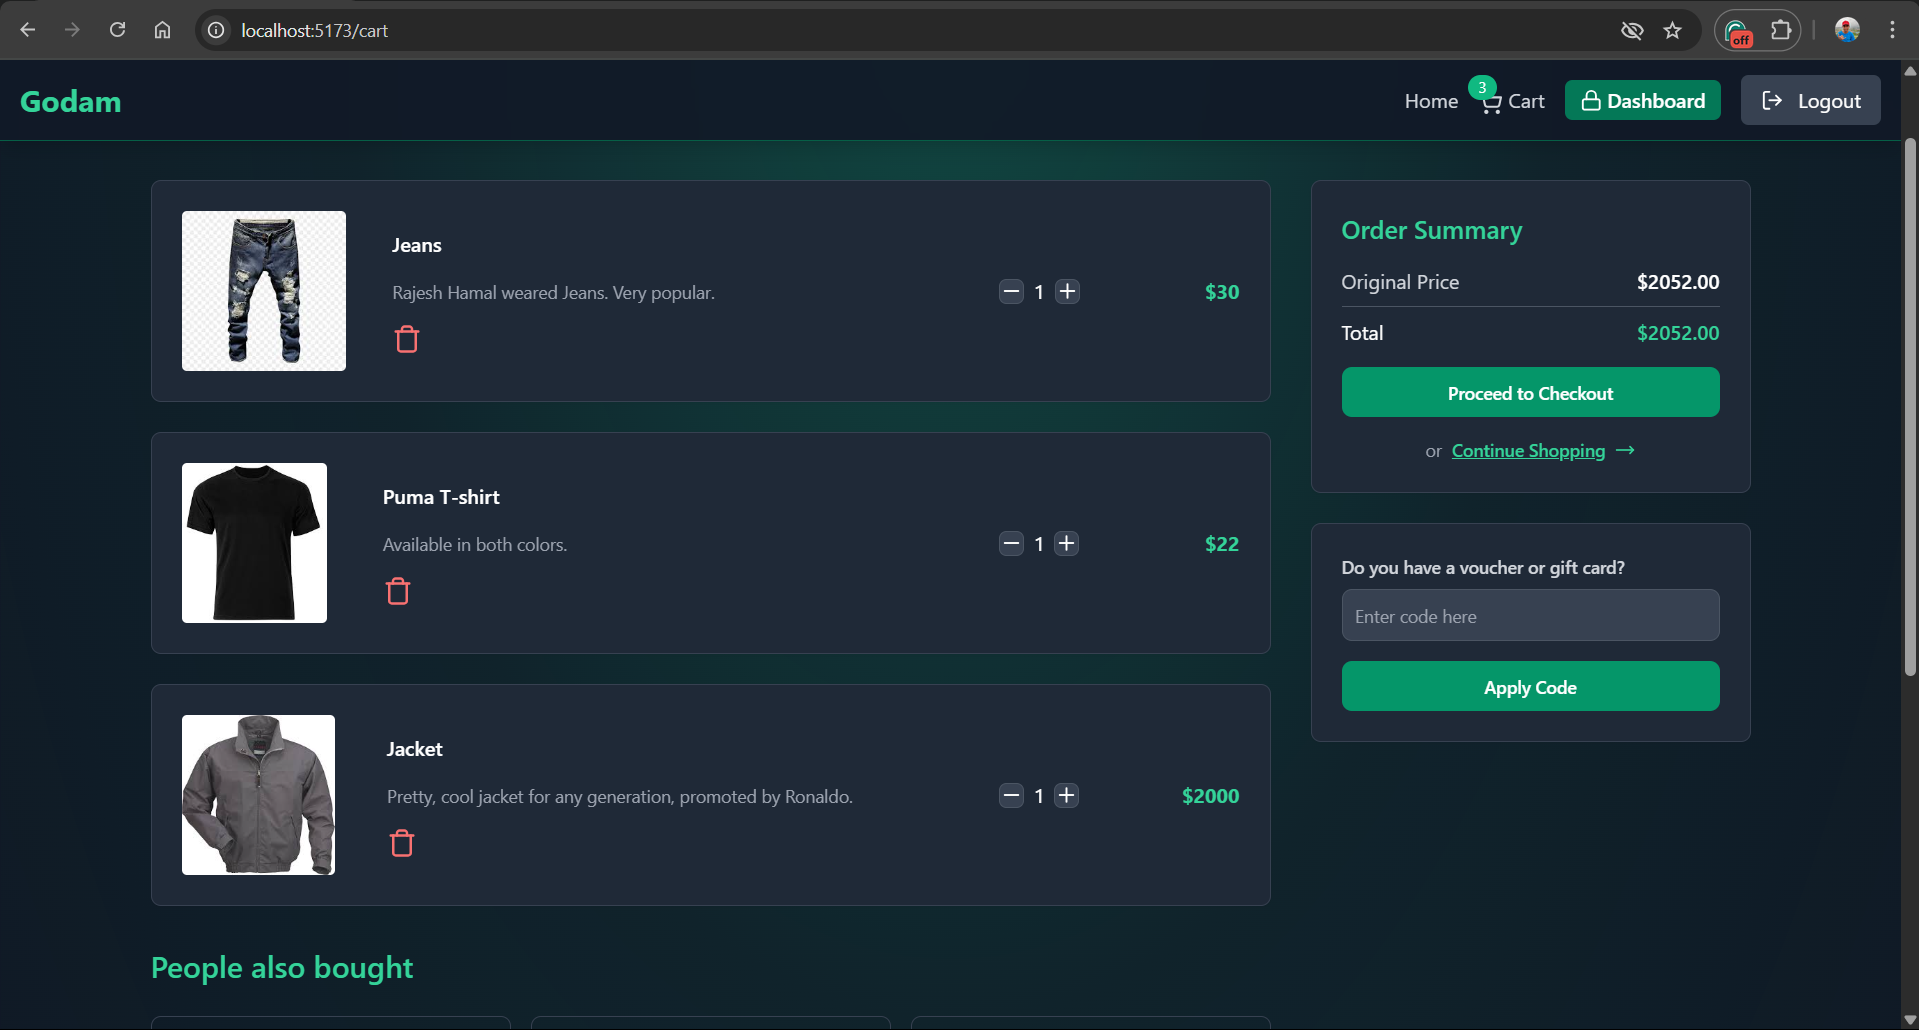 localhost:5173/cart
off
Godam
Home
3
Cart
Dashboard
Logout
Jeans
Rajesh Hamal weared Jeans. Very popular.
1
$30
Puma T-shirt
Available in both colors.
1
$22
Jacket
Pretty, cool jacket for any generation, promoted by Ronaldo.
1
$2000
People also bought
Order Summary
Original Price $2052.00
Total $2052.00
Proceed to Checkout
or Continue Shopping →
Do you have a voucher or gift card?
Enter code here
Apply Code